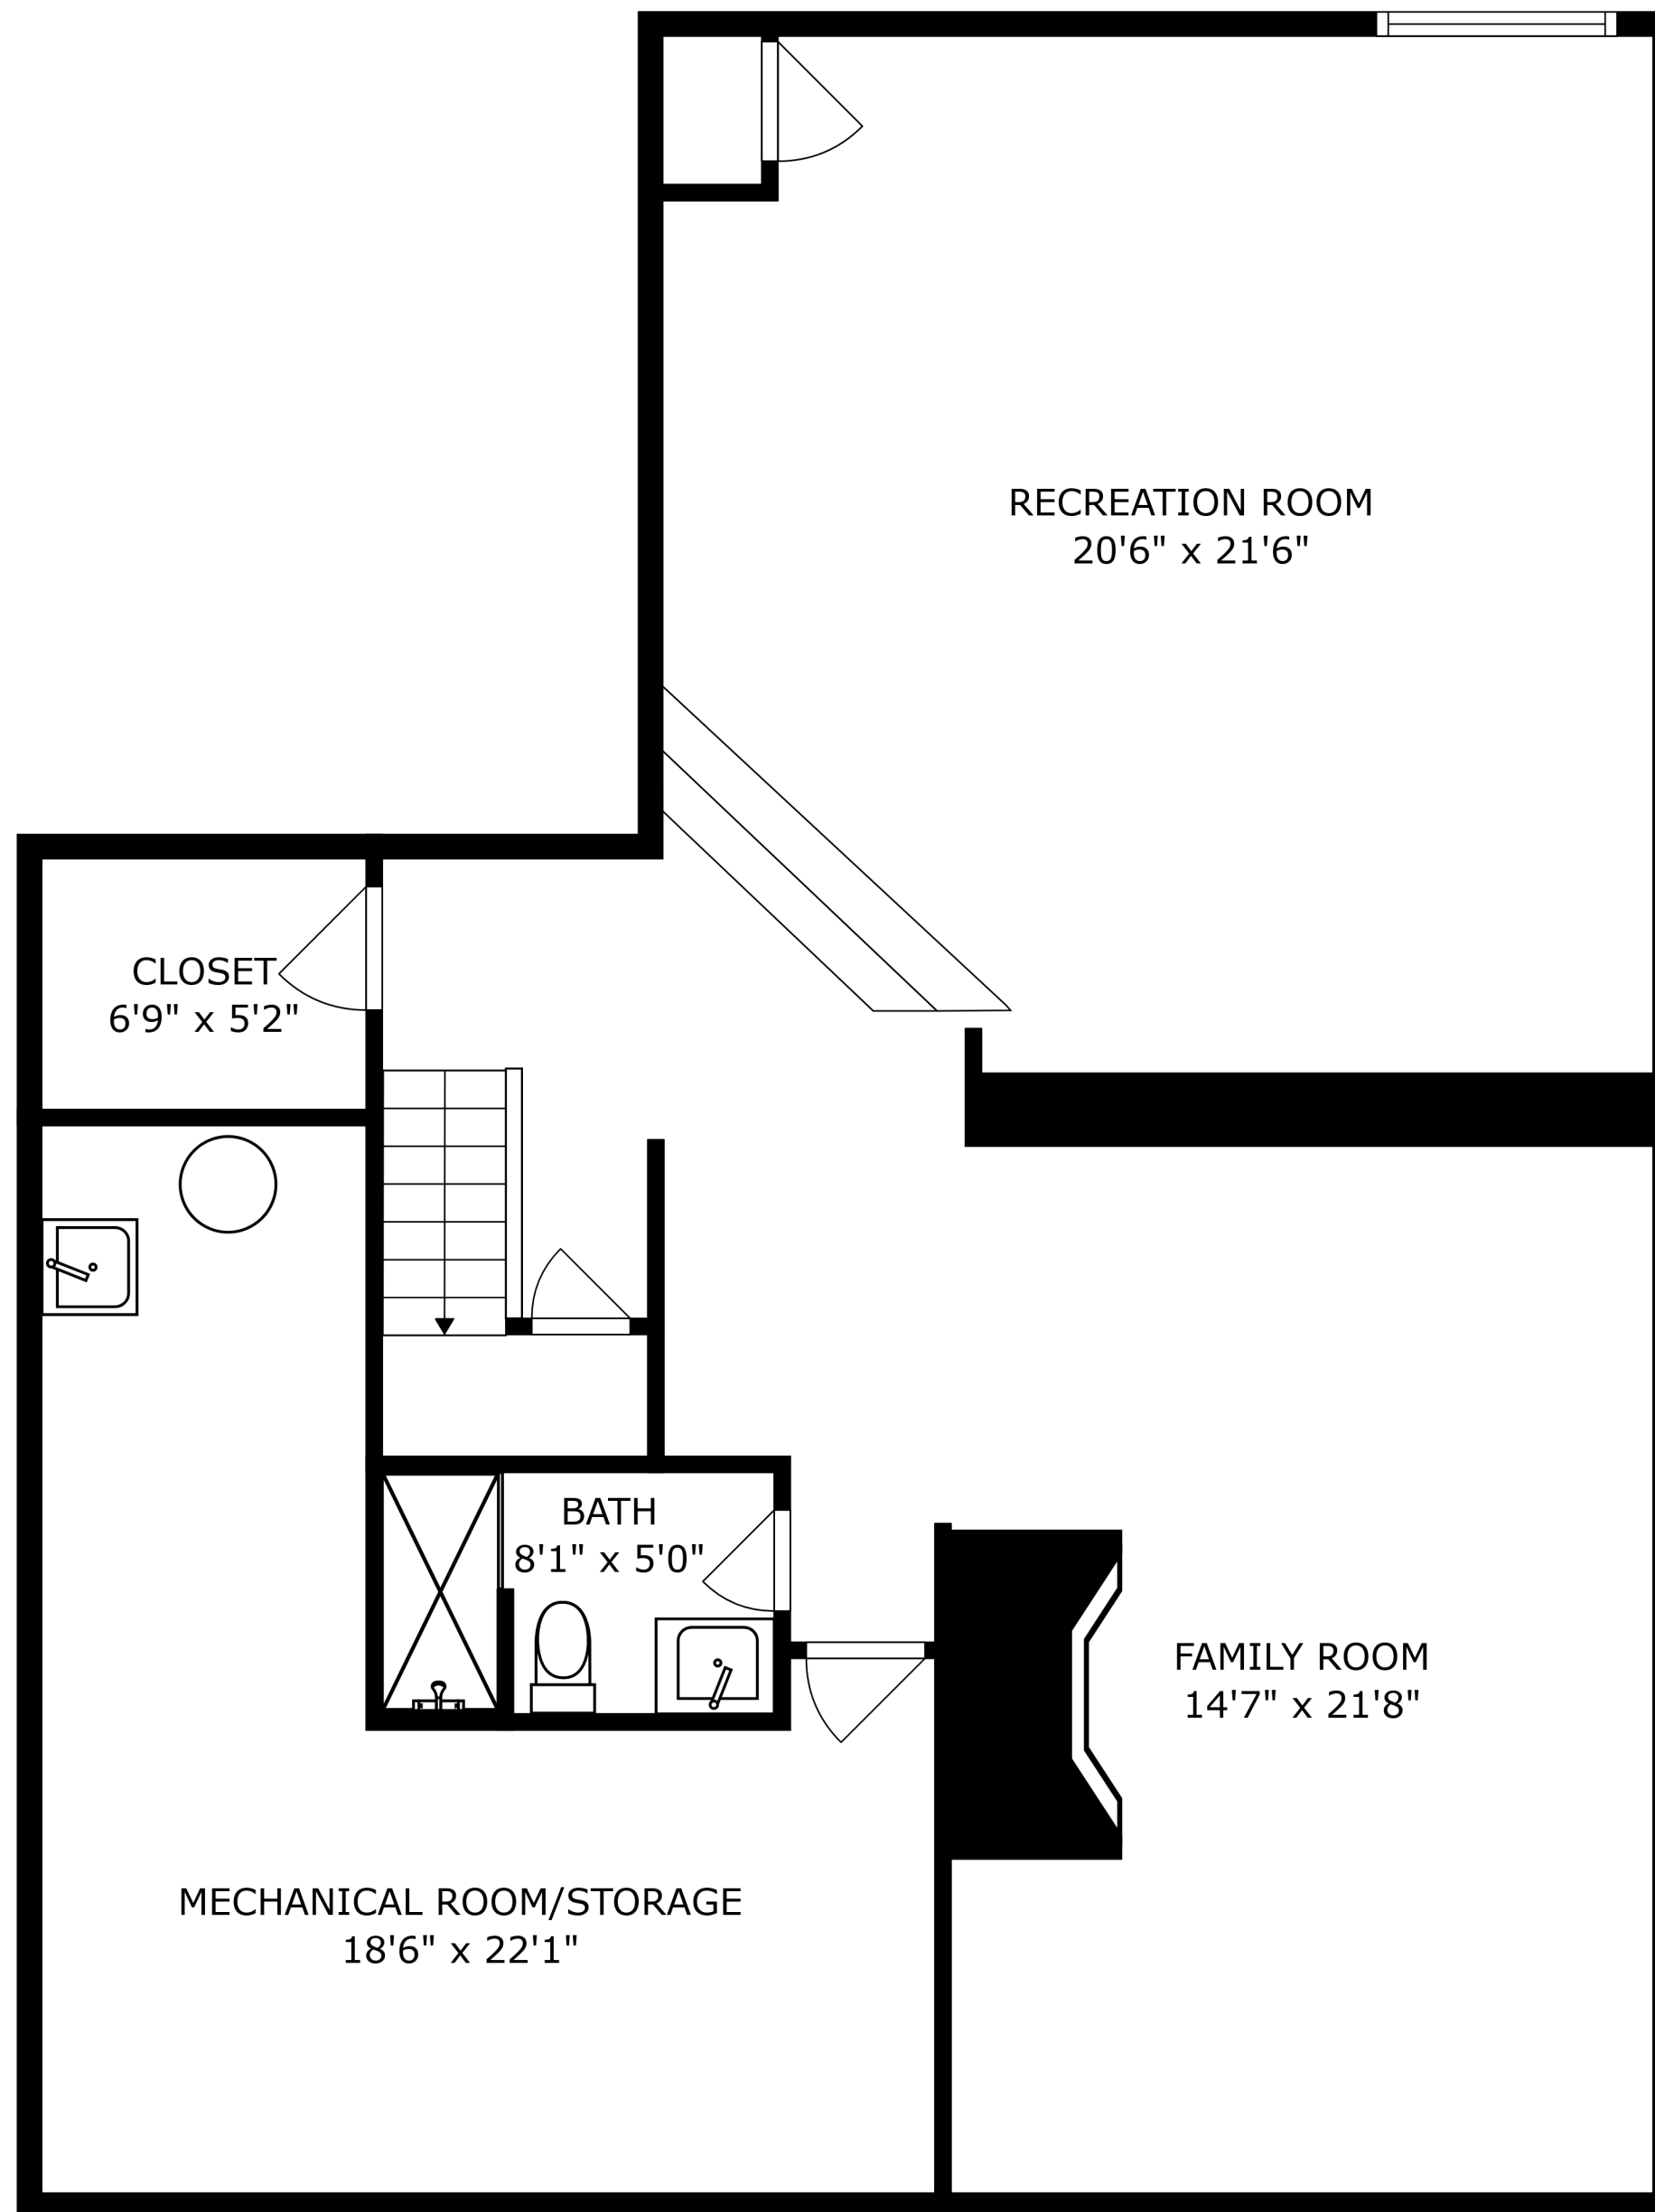 RECREATION ROOM
20'6" x 21'6"
CLOSET
6'9" x 5'2"
BATH
8'1" x 5'0"
FAMILY ROOM
14'7" x 21'8"
MECHANICAL ROOM/STORAGE
18'6" x 22'1"